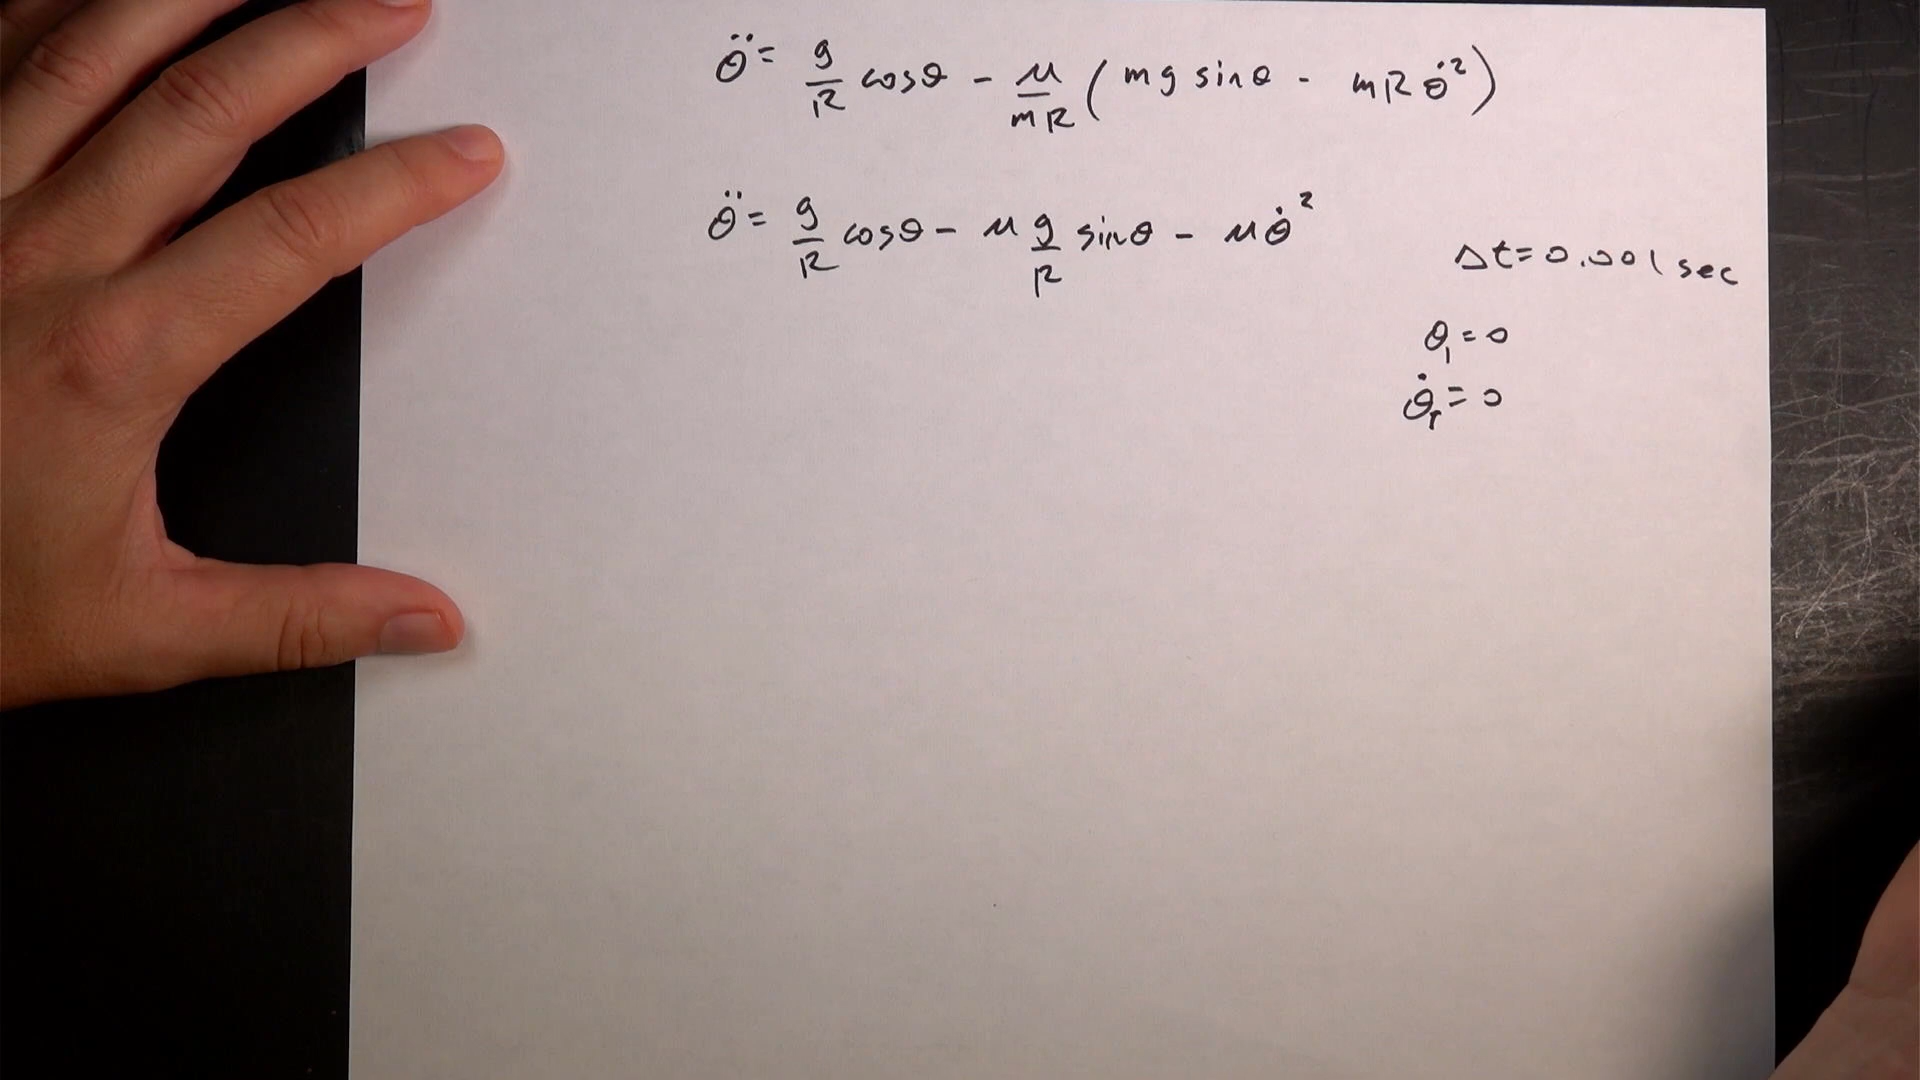 θ̈ = g/R cosθ - μ/mR ( mg sinθ - mRθ̇² )
θ̈ = g/R cosθ - μ g/R sinθ - μθ̇²
Δt = 0.001 sec
θ₁ = 0
θ̇₁ = 0